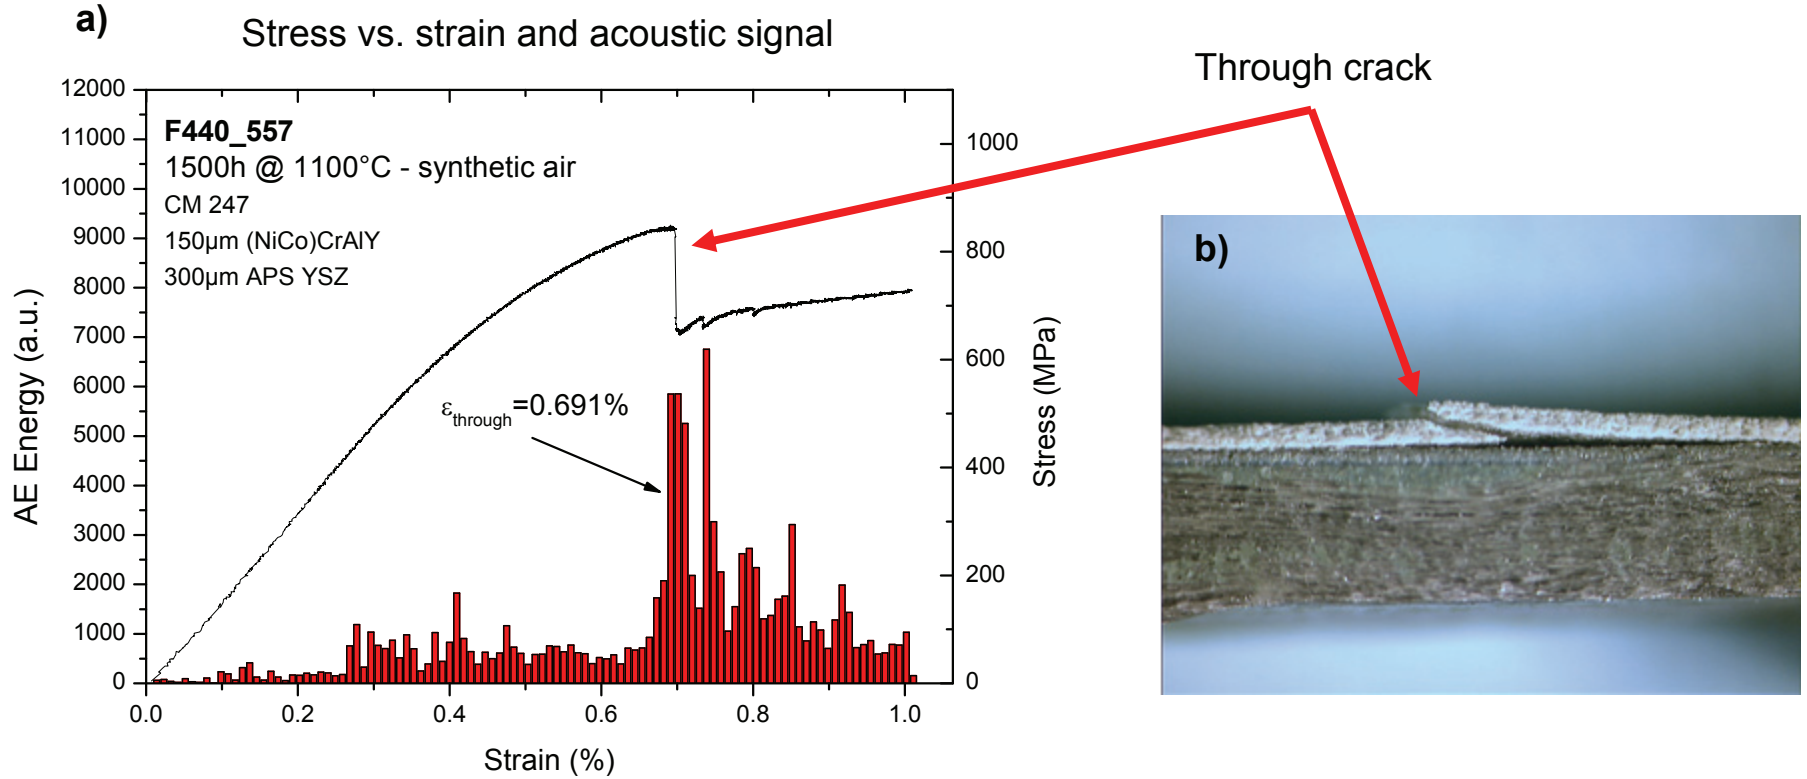 a)
Stress vs. strain and acoustic signal
Through crack
12000
11000
10000
9000
8000
7000
6000
5000
4000
3000
2000
1000
0
AE Energy (a.u.)
F440_557
1500h @ 1100°C - synthetic air
CM 247
150µm (NiCo)CrAlY
300µm APS YSZ
εthrough=0.691%
1000
800
600
400
200
0
Stress (MPa)
0.0
0.2
0.4
0.6
0.8
1.0
Strain (%)
b)